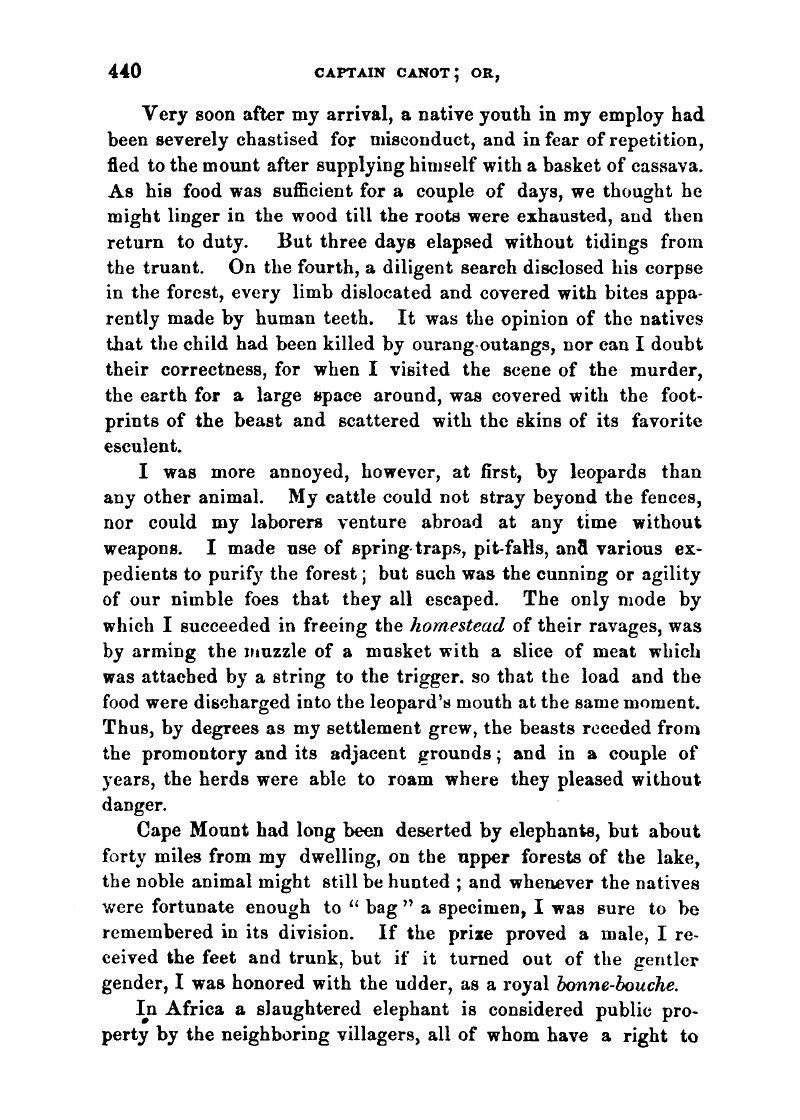 440 CAPTAIN CANOT; OR,
Very soon after my arrival, a native youth in my employ had
been severely chastised for misconduct, and in fear of repetition,
fled to the mount after supplying himself with a basket of cassava.
As his food was sufficient for a couple of days, we thought he
might linger in the wood till the roots were exhausted, and then
return to duty. But three days elapsed without tidings from
the truant. On the fourth, a diligent search disclosed his corpse
in the forest, every limb dislocated and covered with bites appa-
rently made by human teeth. It was the opinion of the natives
that the child had been killed by ourang-outangs, nor can I doubt
their correctness, for when I visited the scene of the murder,
the earth for a large space around, was covered with the foot-
prints of the beast and scattered with the skins of its favorite
esculent.
I was more annoyed, however, at first, by leopards than
any other animal. My cattle could not stray beyond the fences,
nor could my laborers venture abroad at any time without
weapons. I made use of spring-traps, pit-falls, and various ex-
pedients to purify the forest; but such was the cunning or agility
of our nimble foes that they all escaped. The only mode by
which I succeeded in freeing the homestead of their ravages, was
by arming the muzzle of a musket with a slice of meat which
was attached by a string to the trigger. so that the load and the
food were discharged into the leopard's mouth at the same moment.
Thus, by degrees as my settlement grew, the beasts receded from
the promontory and its adjacent grounds; and in a couple of
years, the herds were able to roam where they pleased without
danger.
Cape Mount had long been deserted by elephants, but about
forty miles from my dwelling, on the upper forests of the lake,
the noble animal might still be hunted; and whenever the natives
were fortunate enough to "bag" a specimen, I was sure to be
remembered in its division. If the prize proved a male, I re-
ceived the feet and trunk, but if it turned out of the gentler
gender, I was honored with the udder, as a royal bonne-bouche.
In Africa a slaughtered elephant is considered public pro-
perty by the neighboring villagers, all of whom have a right to